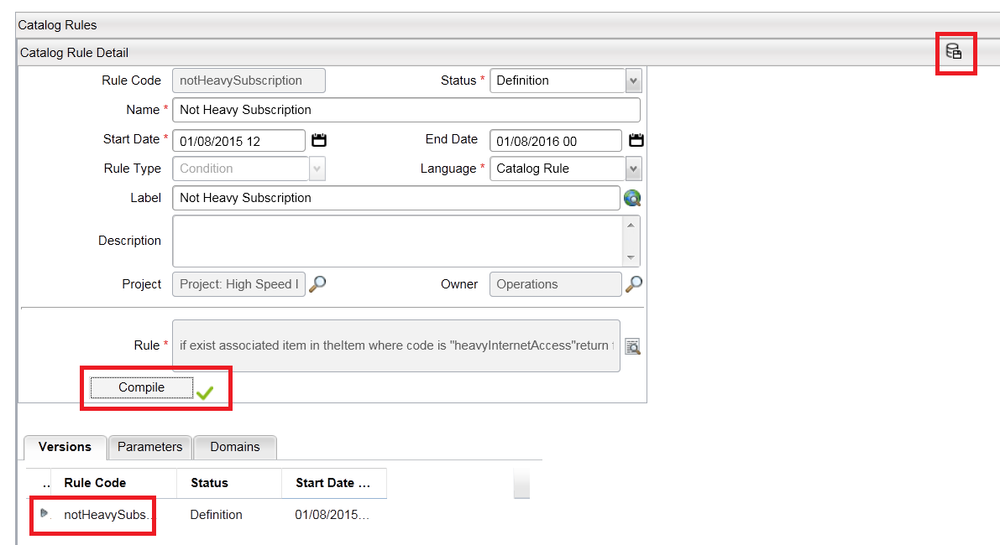 Catalog Rules
Catalog Rule Detail
Rule Code notHeavySubscription Status * Definition
Name * Not Heavy Subscription
Start Date * 01/08/2015 12 End Date 01/08/2016 00
Rule Type Condition Language * Catalog Rule
Label Not Heavy Subscription
Description
Project Project: High Speed I Owner Operations
Rule * if exist associated item in theItem where code is "heavyInternetAccess"return
Compile
Versions Parameters Domains
.. Rule Code Status Start Date ...
notHeavySubs... Definition 01/08/2015...